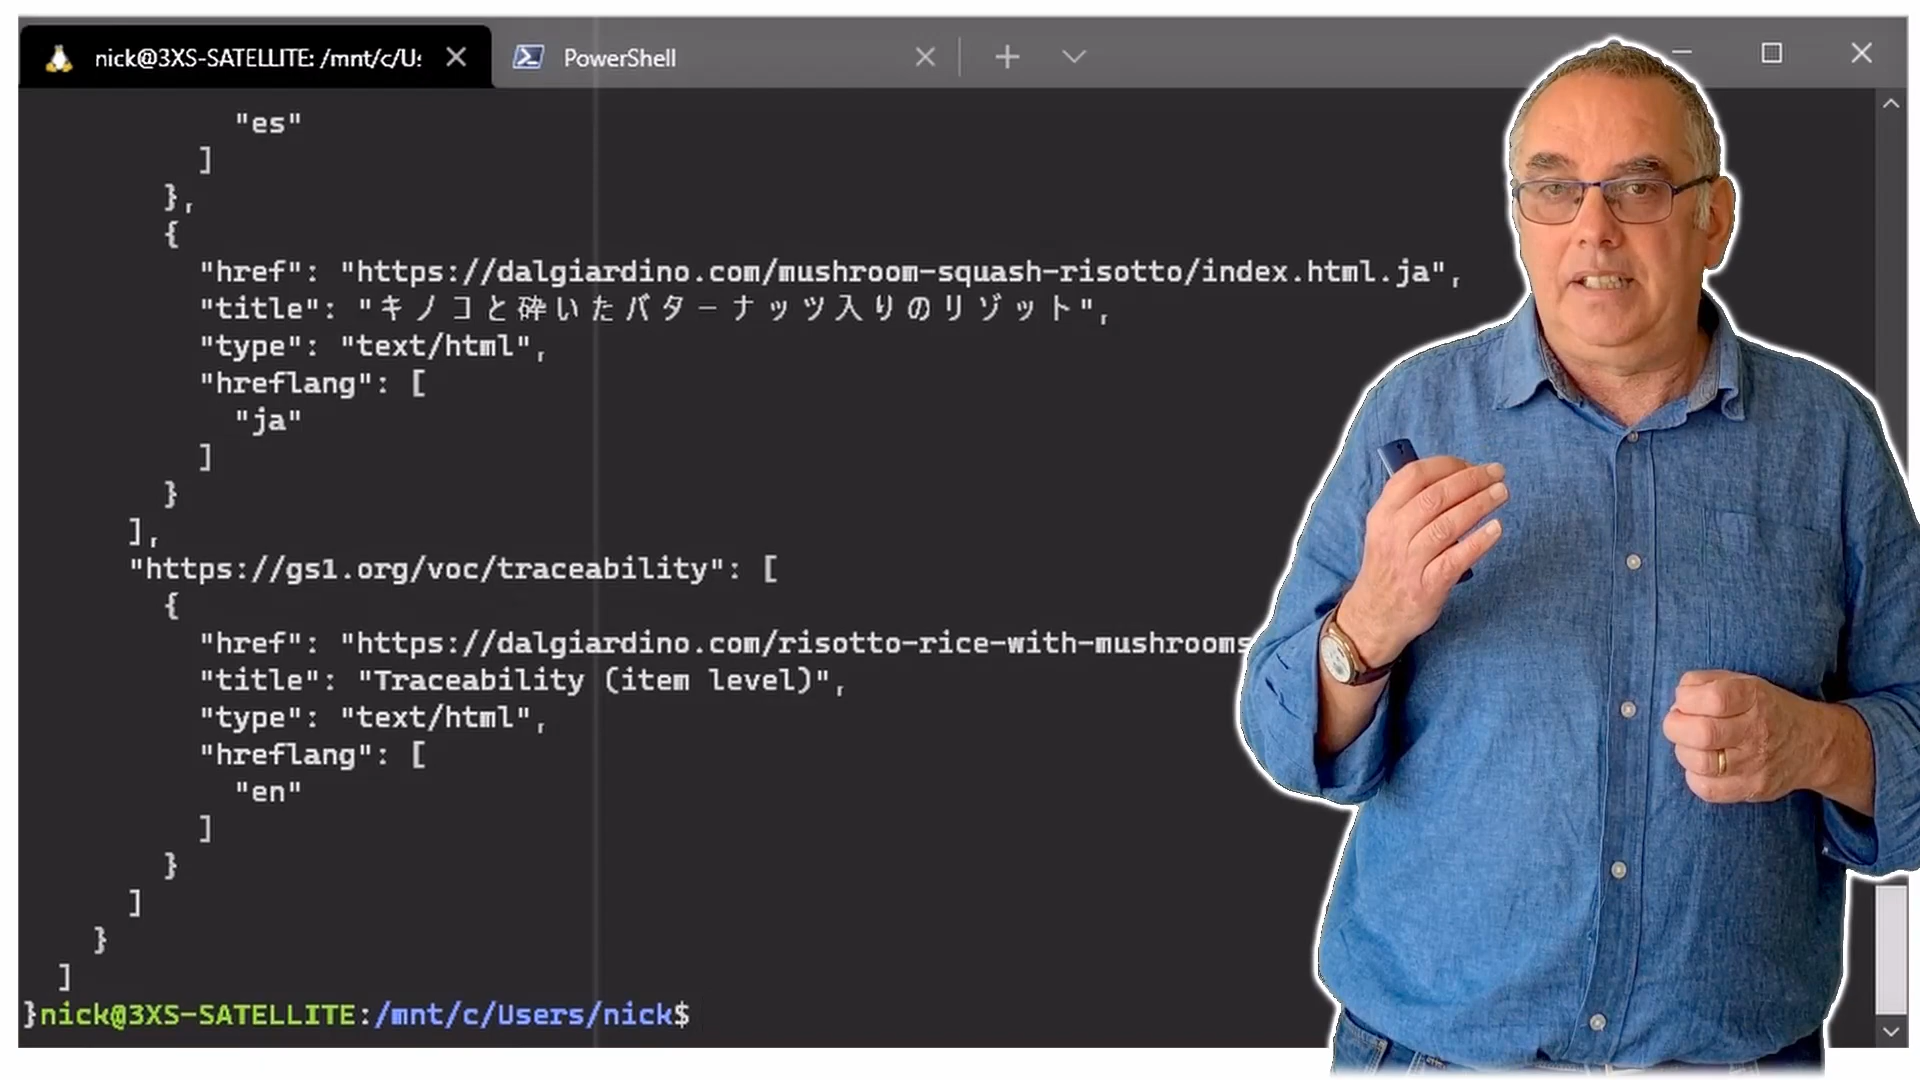 nick@3XS-SATELLITE: /mnt/c/Us
PowerShell
"es"
]
},
{
"href": "https://dalgiardino.com/mushroom-squash-risotto/index.html.ja",
"title": "キノコと砕いたバターナッツ入りのリゾット",
"type": "text/html",
"hreflang": [
"ja"
]
}
],
"https://gs1.org/voc/traceability": [
{
"href": "https://dalgiardino.com/risotto-rice-with-mushrooms
"title": "Traceability (item level)",
"type": "text/html",
"hreflang": [
"en"
]
}
]
}
]
}nick@3XS-SATELLITE:/mnt/c/Users/nick$